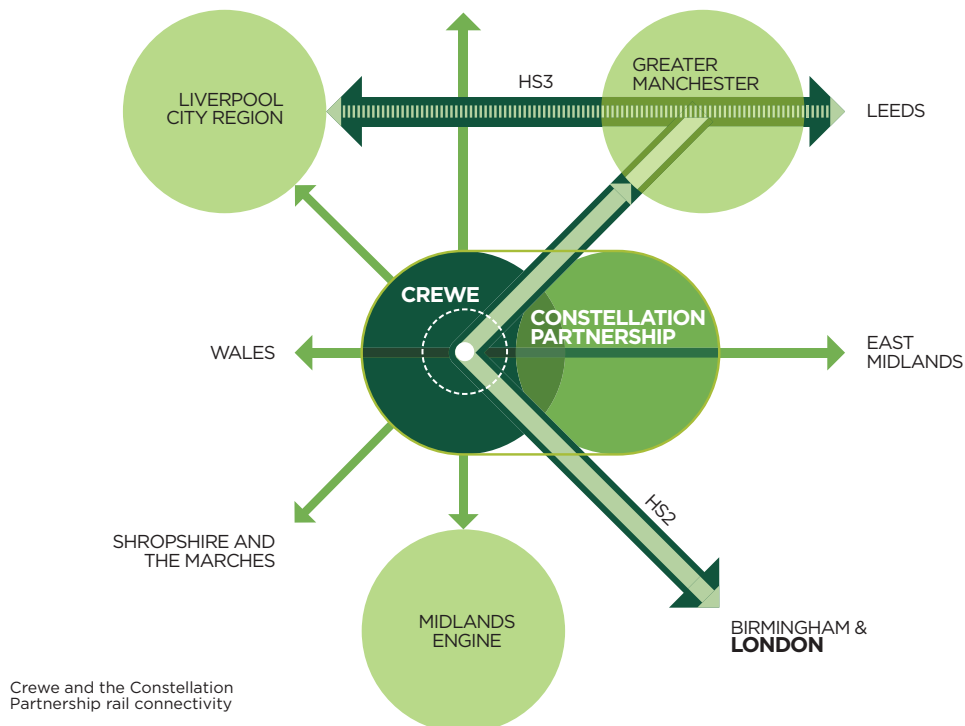 HS3
GREATER
MANCHESTER
LIVERPOOL
CITY REGION
LEEDS
CREWE
CONSTELLATION
PARTNERSHIP
WALES
EAST
MIDLANDS
HS2
SHROPSHIRE AND
THE MARCHES
MIDLANDS
ENGINE
BIRMINGHAM &
LONDON
Crewe and the Constellation
Partnership rail connectivity